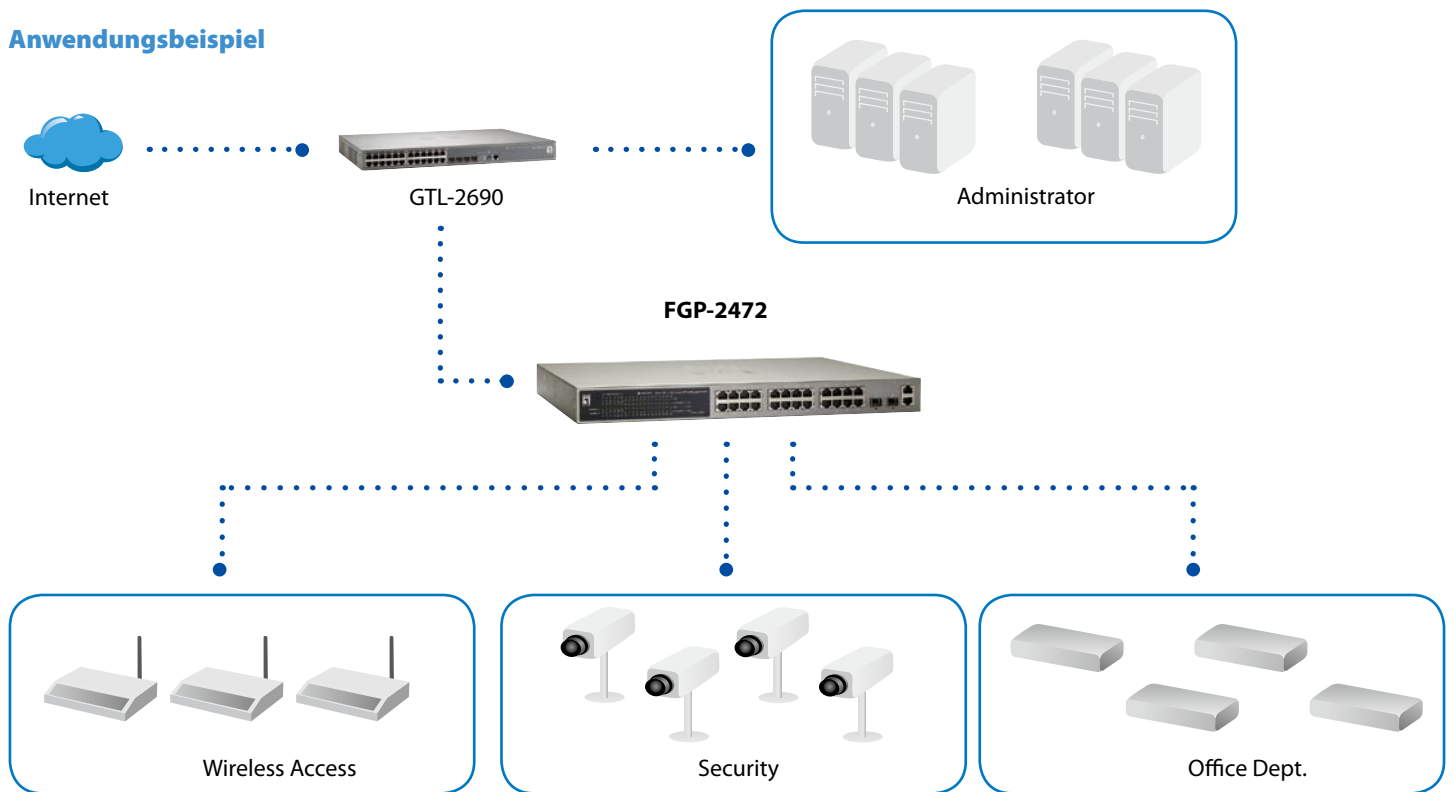 Anwendungsbeispiel
Internet
GTL-2690
Administrator
FGP-2472
Wireless Access
Security
Office Dept.